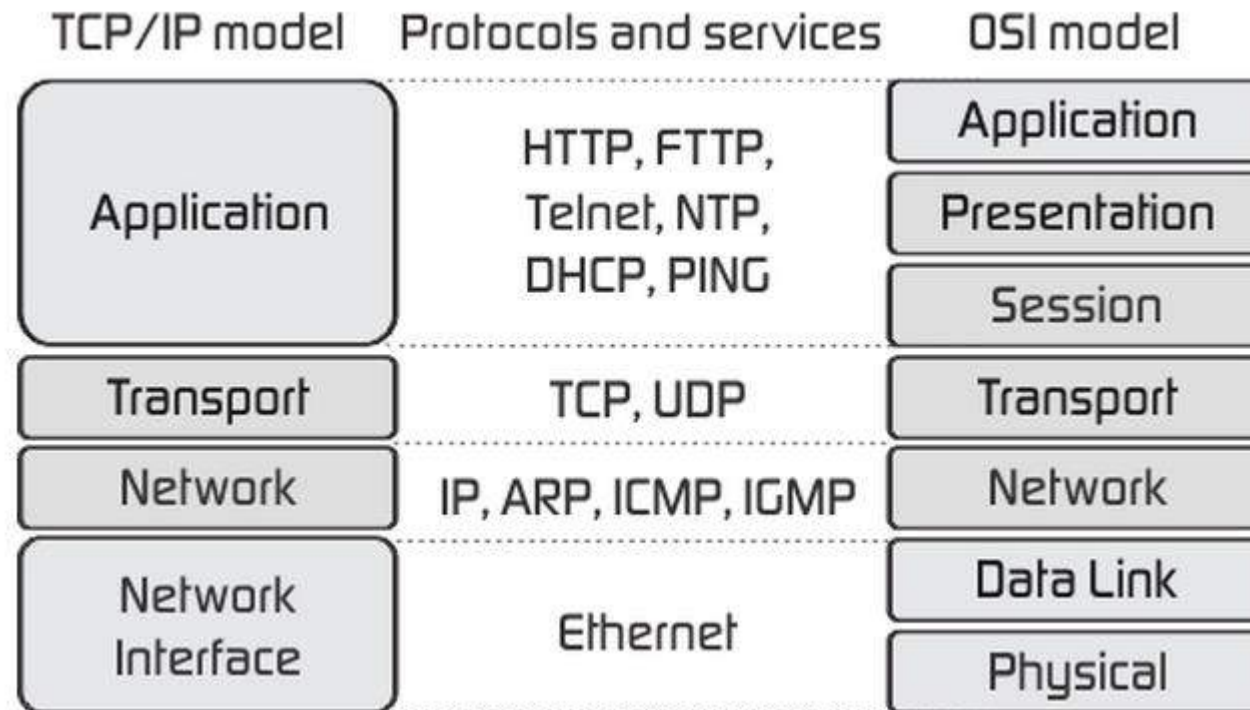 TCP/IP model
Protocols and services
OSI model
Application
HTTP, FTTP,
Telnet, NTP,
DHCP, PING
Application
Presentation
Session
Transport
TCP, UDP
Transport
Network
IP, ARP, ICMP, IGMP
Network
Network
Interface
Ethernet
Data Link
Physical